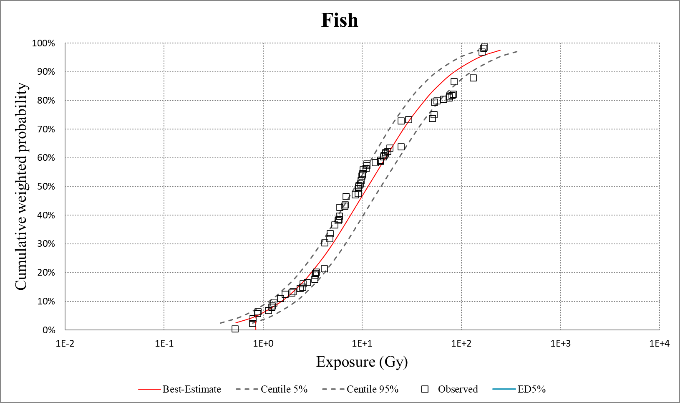 Fish
100%
90%
80%
70%
60%
50%
40%
30%
20%
10%
0%
Cumulative weighted probability
1E-2 1E-1 1E+0 1E+1 1E+2 1E+3 1E+4
Exposure (Gy)
Best-Estimate Centile 5% Centile 95% Observed ED5%